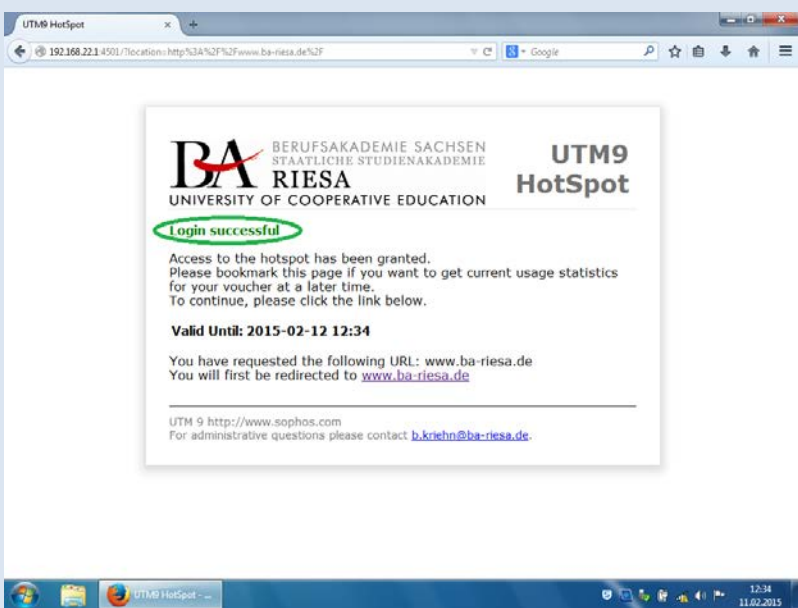 UTM9 HotSpot
192.168.22.1:4501/?location=http%3A%2F%2Fwww.ba-riesa.de%2F
Google
BA
BERUFSAKADEMIE SACHSEN
STAATLICHE STUDIENAKADEMIE
RIESA
UNIVERSITY OF COOPERATIVE EDUCATION
UTM9
HotSpot
Login successful
Access to the hotspot has been granted.
Please bookmark this page if you want to get current usage statistics
for your voucher at a later time.
To continue, please click the link below.
Valid Until: 2015-02-12 12:34
You have requested the following URL: www.ba-riesa.de
You will first be redirected to www.ba-riesa.de
UTM 9 http://www.sophos.com
For administrative questions please contact b.kriehn@ba-riesa.de.
UTM9 HotSpot - ...
12:34
11.02.2015